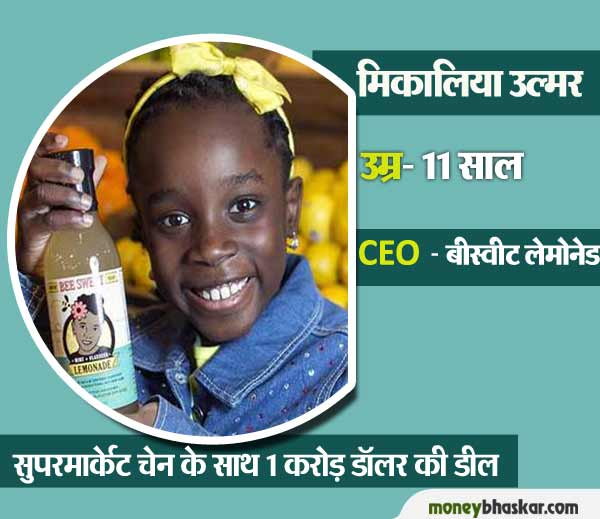 मिकालिया उल्मर
उम्र- 11 साल
CEO - बीस्वीट लेमोनेड
BEE SWEET
LEMONADE
सुपरमार्केट चेन के साथ 1 करोड़ डॉलर की डील
moneybhaskar.com